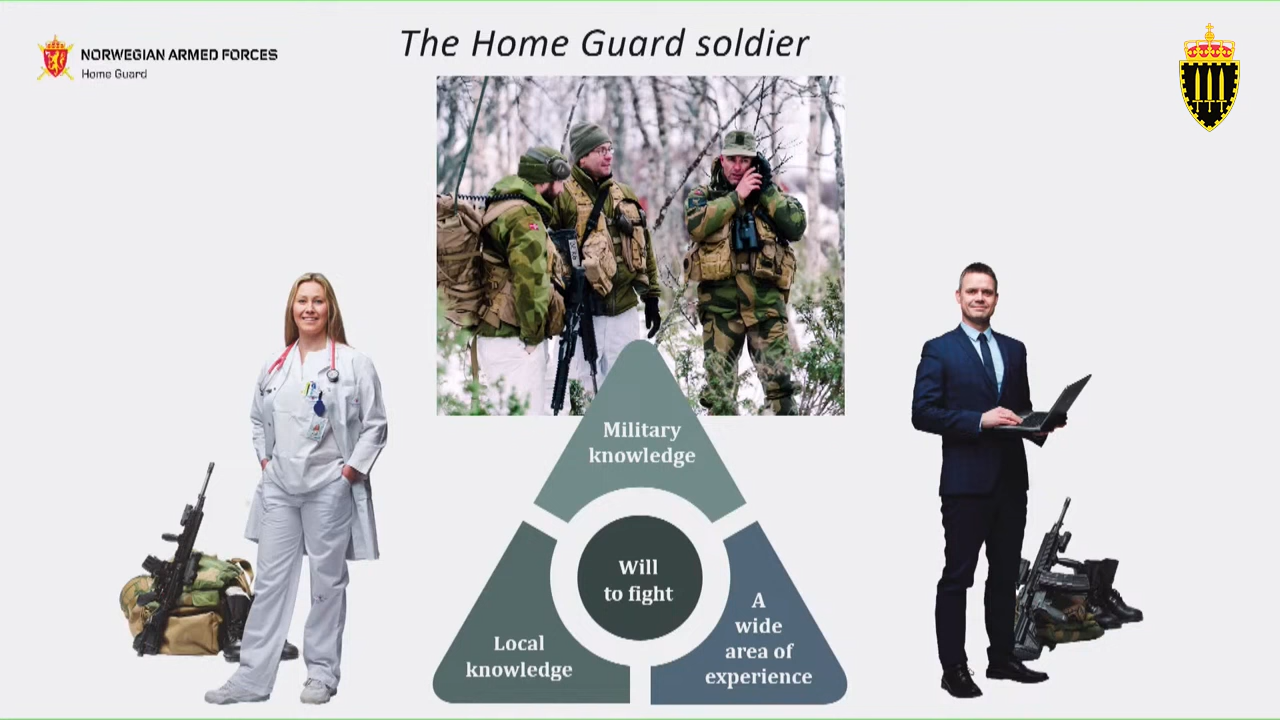 The Home Guard soldier
NORWEGIAN ARMED FORCES
Home Guard
Military
knowledge
Will
to fight
Local
knowledge
A
wide
area of
experience